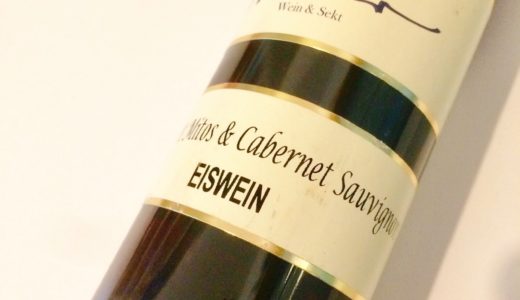 Wein & Sekt
Mitos & Cabernet Sauvignon
EISWEIN